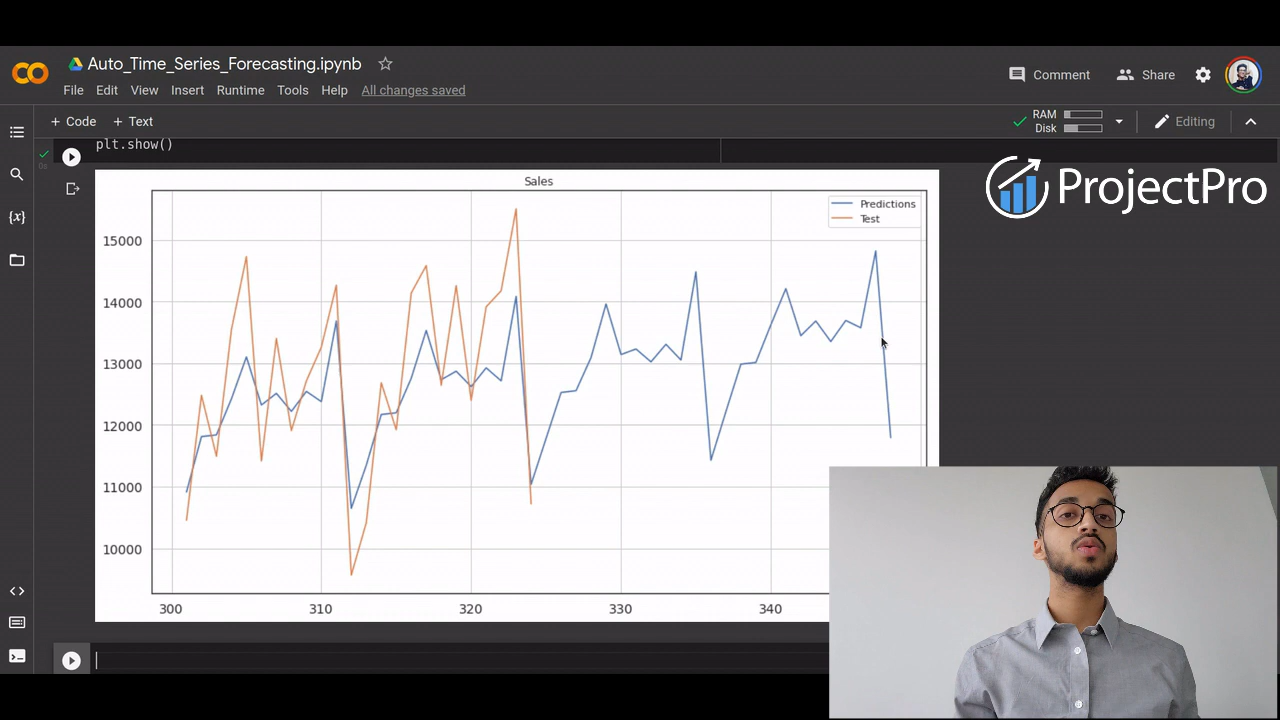 Auto_Time_Series_Forecasting.ipynb
File Edit View Insert Runtime Tools Help All changes saved
Comment Share
+ Code + Text
RAM
Disk
Editing
plt.show()
0s
{x}
ProjectPro
Sales
Predictions
Test
15000
14000
13000
12000
11000
10000
300 310 320 330 340